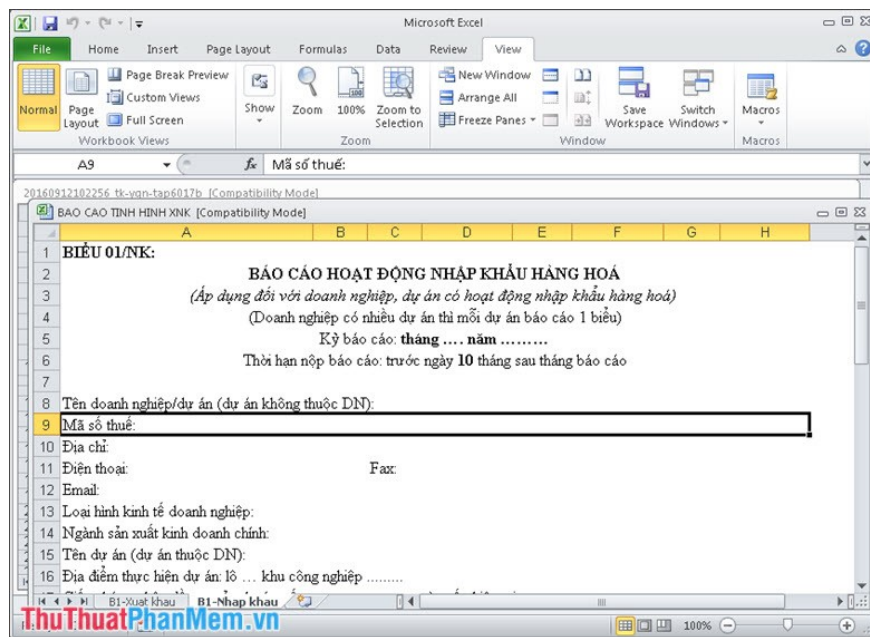 Microsoft Excel
File Home Insert Page Layout Formulas Data Review View
Normal
Page Layout
Page Break Preview
Custom Views
Full Screen
Workbook Views
Show
Zoom
100%
Zoom to Selection
Zoom
New Window
Arrange All
Freeze Panes
Save Workspace
Switch Windows
Window
Macros
Macros
A9 fx Mã số thuế:
20160912102256_tk-vqn-tap6017b [Compatibility Mode]
BAO CAO TINH HINH XNK [Compatibility Mode]
A B C D E F G H
1 BIỂU 01/NK:
2 BÁO CÁO HOẠT ĐỘNG NHẬP KHẨU HÀNG HOÁ
3 (Áp dụng đối với doanh nghiệp, dự án có hoạt động nhập khẩu hàng hoá)
4 (Doanh nghiệp có nhiều dự án thì mỗi dự án báo cáo 1 biểu)
5 Kỳ báo cáo: tháng .... năm .........
6 Thời hạn nộp báo cáo: trước ngày 10 tháng sau tháng báo cáo
7
8 Tên doanh nghiệp/dự án (dự án không thuộc DN):
9 Mã số thuế:
10 Địa chỉ:
11 Điện thoại: Fax:
12 Email:
13 Loại hình kinh tế doanh nghiệp:
14 Ngành sản xuất kinh doanh chính:
15 Tên dự án (dự án thuộc DN):
16 Địa điểm thực hiện dự án: lô ... khu công nghiệp .........
B1-Xuat khau B1-Nhap khau
ThuThuatPhanMem.vn
100%